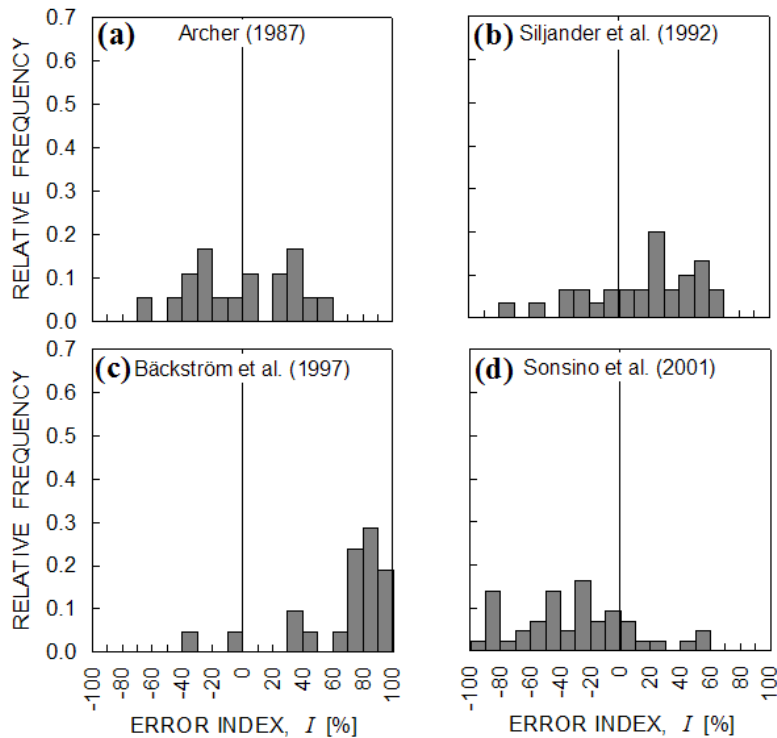 (a) Archer (1987)
(b) Siljander et al. (1992)
RELATIVE FREQUENCY
0.7
0.6
0.5
0.4
0.3
0.2
0.1
0.0
(c) Bäckström et al. (1997)
(d) Sonsino et al. (2001)
RELATIVE FREQUENCY
0.7
0.6
0.5
0.4
0.3
0.2
0.1
0.0
-100 -80 -60 -40 -20 0 20 40 60 80 100
-100 -80 -60 -40 -20 0 20 40 60 80 100
ERROR INDEX, I [%]
ERROR INDEX, I [%]